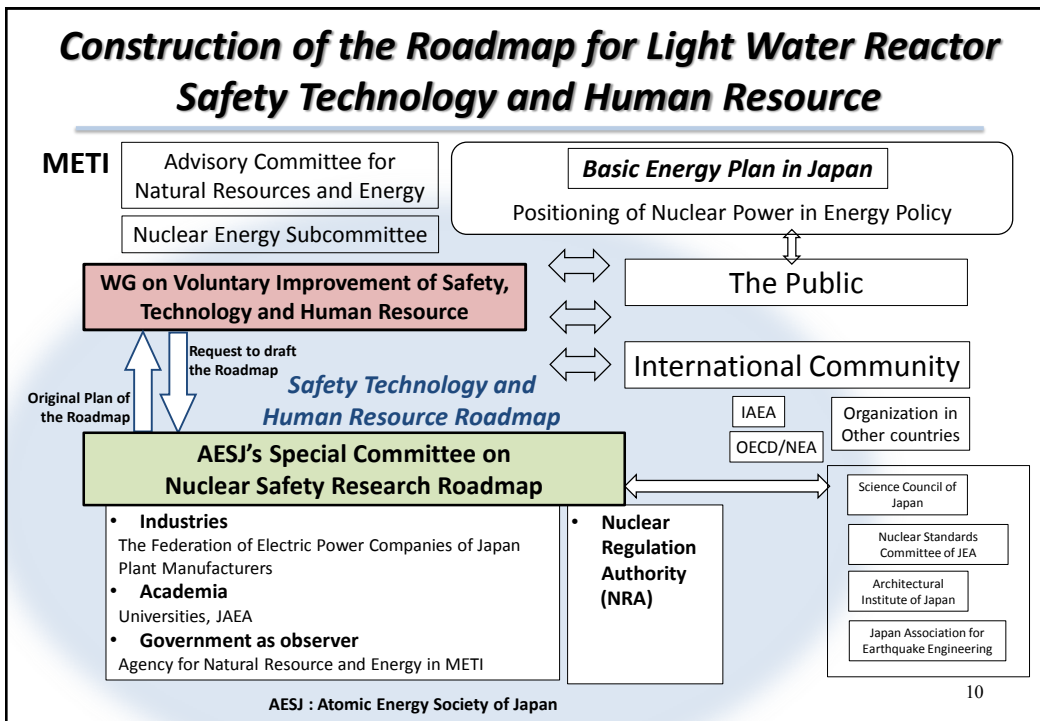 Construction of the Roadmap for Light Water Reactor
Safety Technology and Human Resource
METI
Advisory Committee for
Natural Resources and Energy
Nuclear Energy Subcommittee
Basic Energy Plan in Japan
Positioning of Nuclear Power in Energy Policy
WG on Voluntary Improvement of Safety,
Technology and Human Resource
The Public
Request to draft
the Roadmap
Original Plan of
the Roadmap
Safety Technology and
Human Resource Roadmap
International Community
IAEA
OECD/NEA
Organization in
Other countries
AESJ's Special Committee on
Nuclear Safety Research Roadmap
• Industries
The Federation of Electric Power Companies of Japan
Plant Manufacturers
• Academia
Universities, JAEA
• Government as observer
Agency for Natural Resource and Energy in METI
• Nuclear
Regulation
Authority
(NRA)
Science Council of
Japan
Nuclear Standards
Committee of JEA
Architectural
Institute of Japan
Japan Association for
Earthquake Engineering
AESJ : Atomic Energy Society of Japan
10